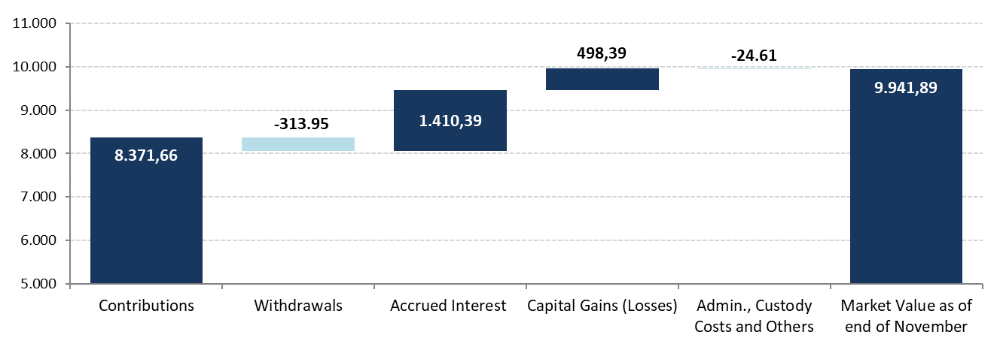 11.000
10.000
9.000
8.000
7.000
6.000
5.000
8.371,66
-313.95
1.410,39
498,39
-24.61
9.941,89
Contributions
Withdrawals
Accrued Interest
Capital Gains (Losses)
Admin., Custody
Costs and Others
Market Value as of
end of November